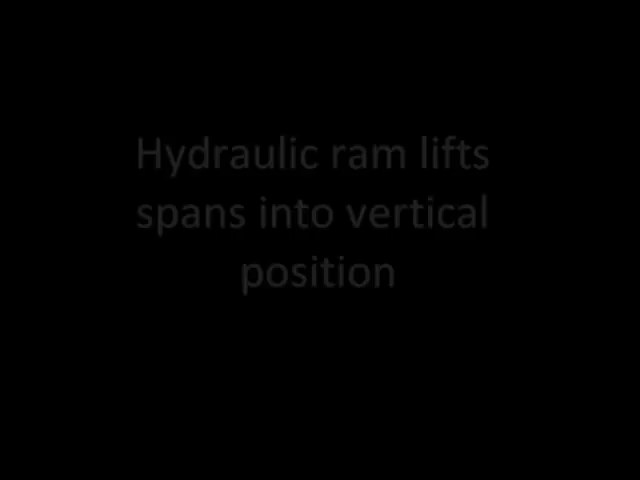 Hydraulic ram lifts
spans into vertical
position